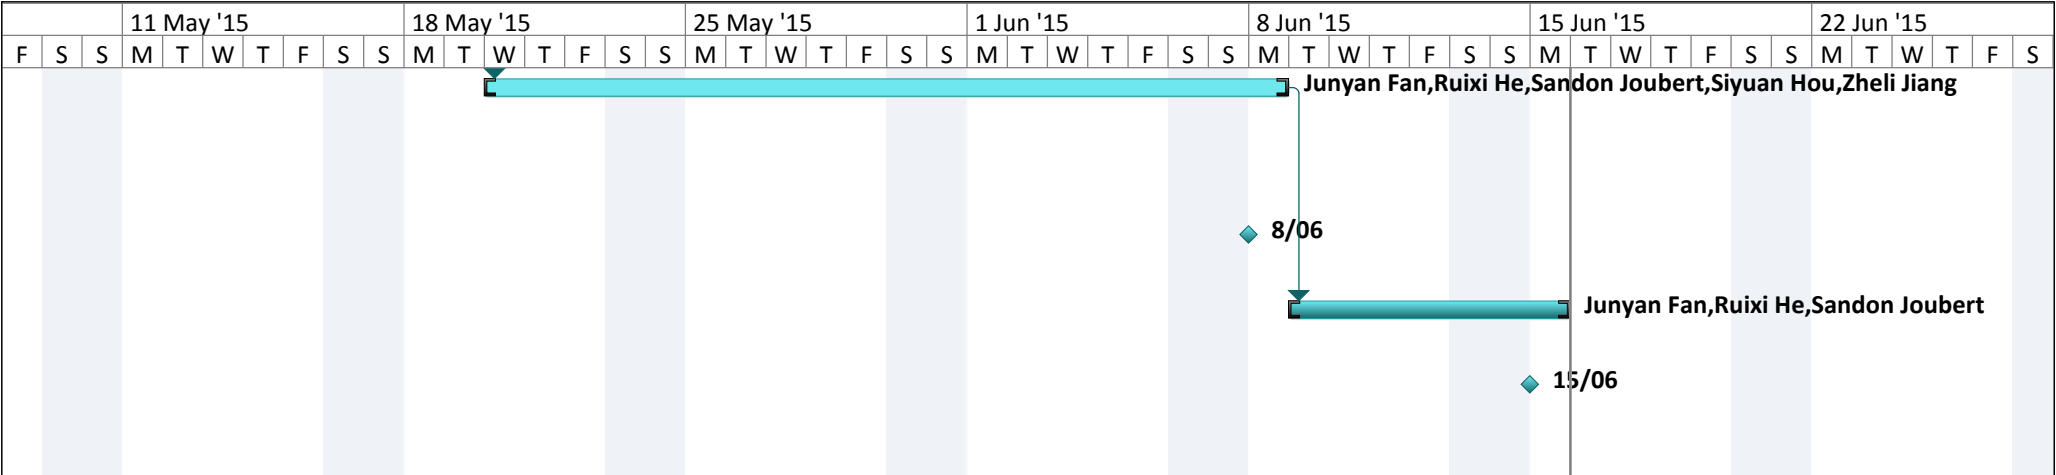 11 May '15 18 May '15 25 May '15 1 Jun '15 8 Jun '15 15 Jun '15 22 Jun '15
F S S M T W T F S S M T W T F S S M T W T F S S M T W T F S S M T W T F S S M T W T F S S M T W T F S
Junyan Fan,Ruixi He,Sandon Joubert,Siyuan Hou,Zheli Jiang
8/06
Junyan Fan,Ruixi He,Sandon Joubert
15/06